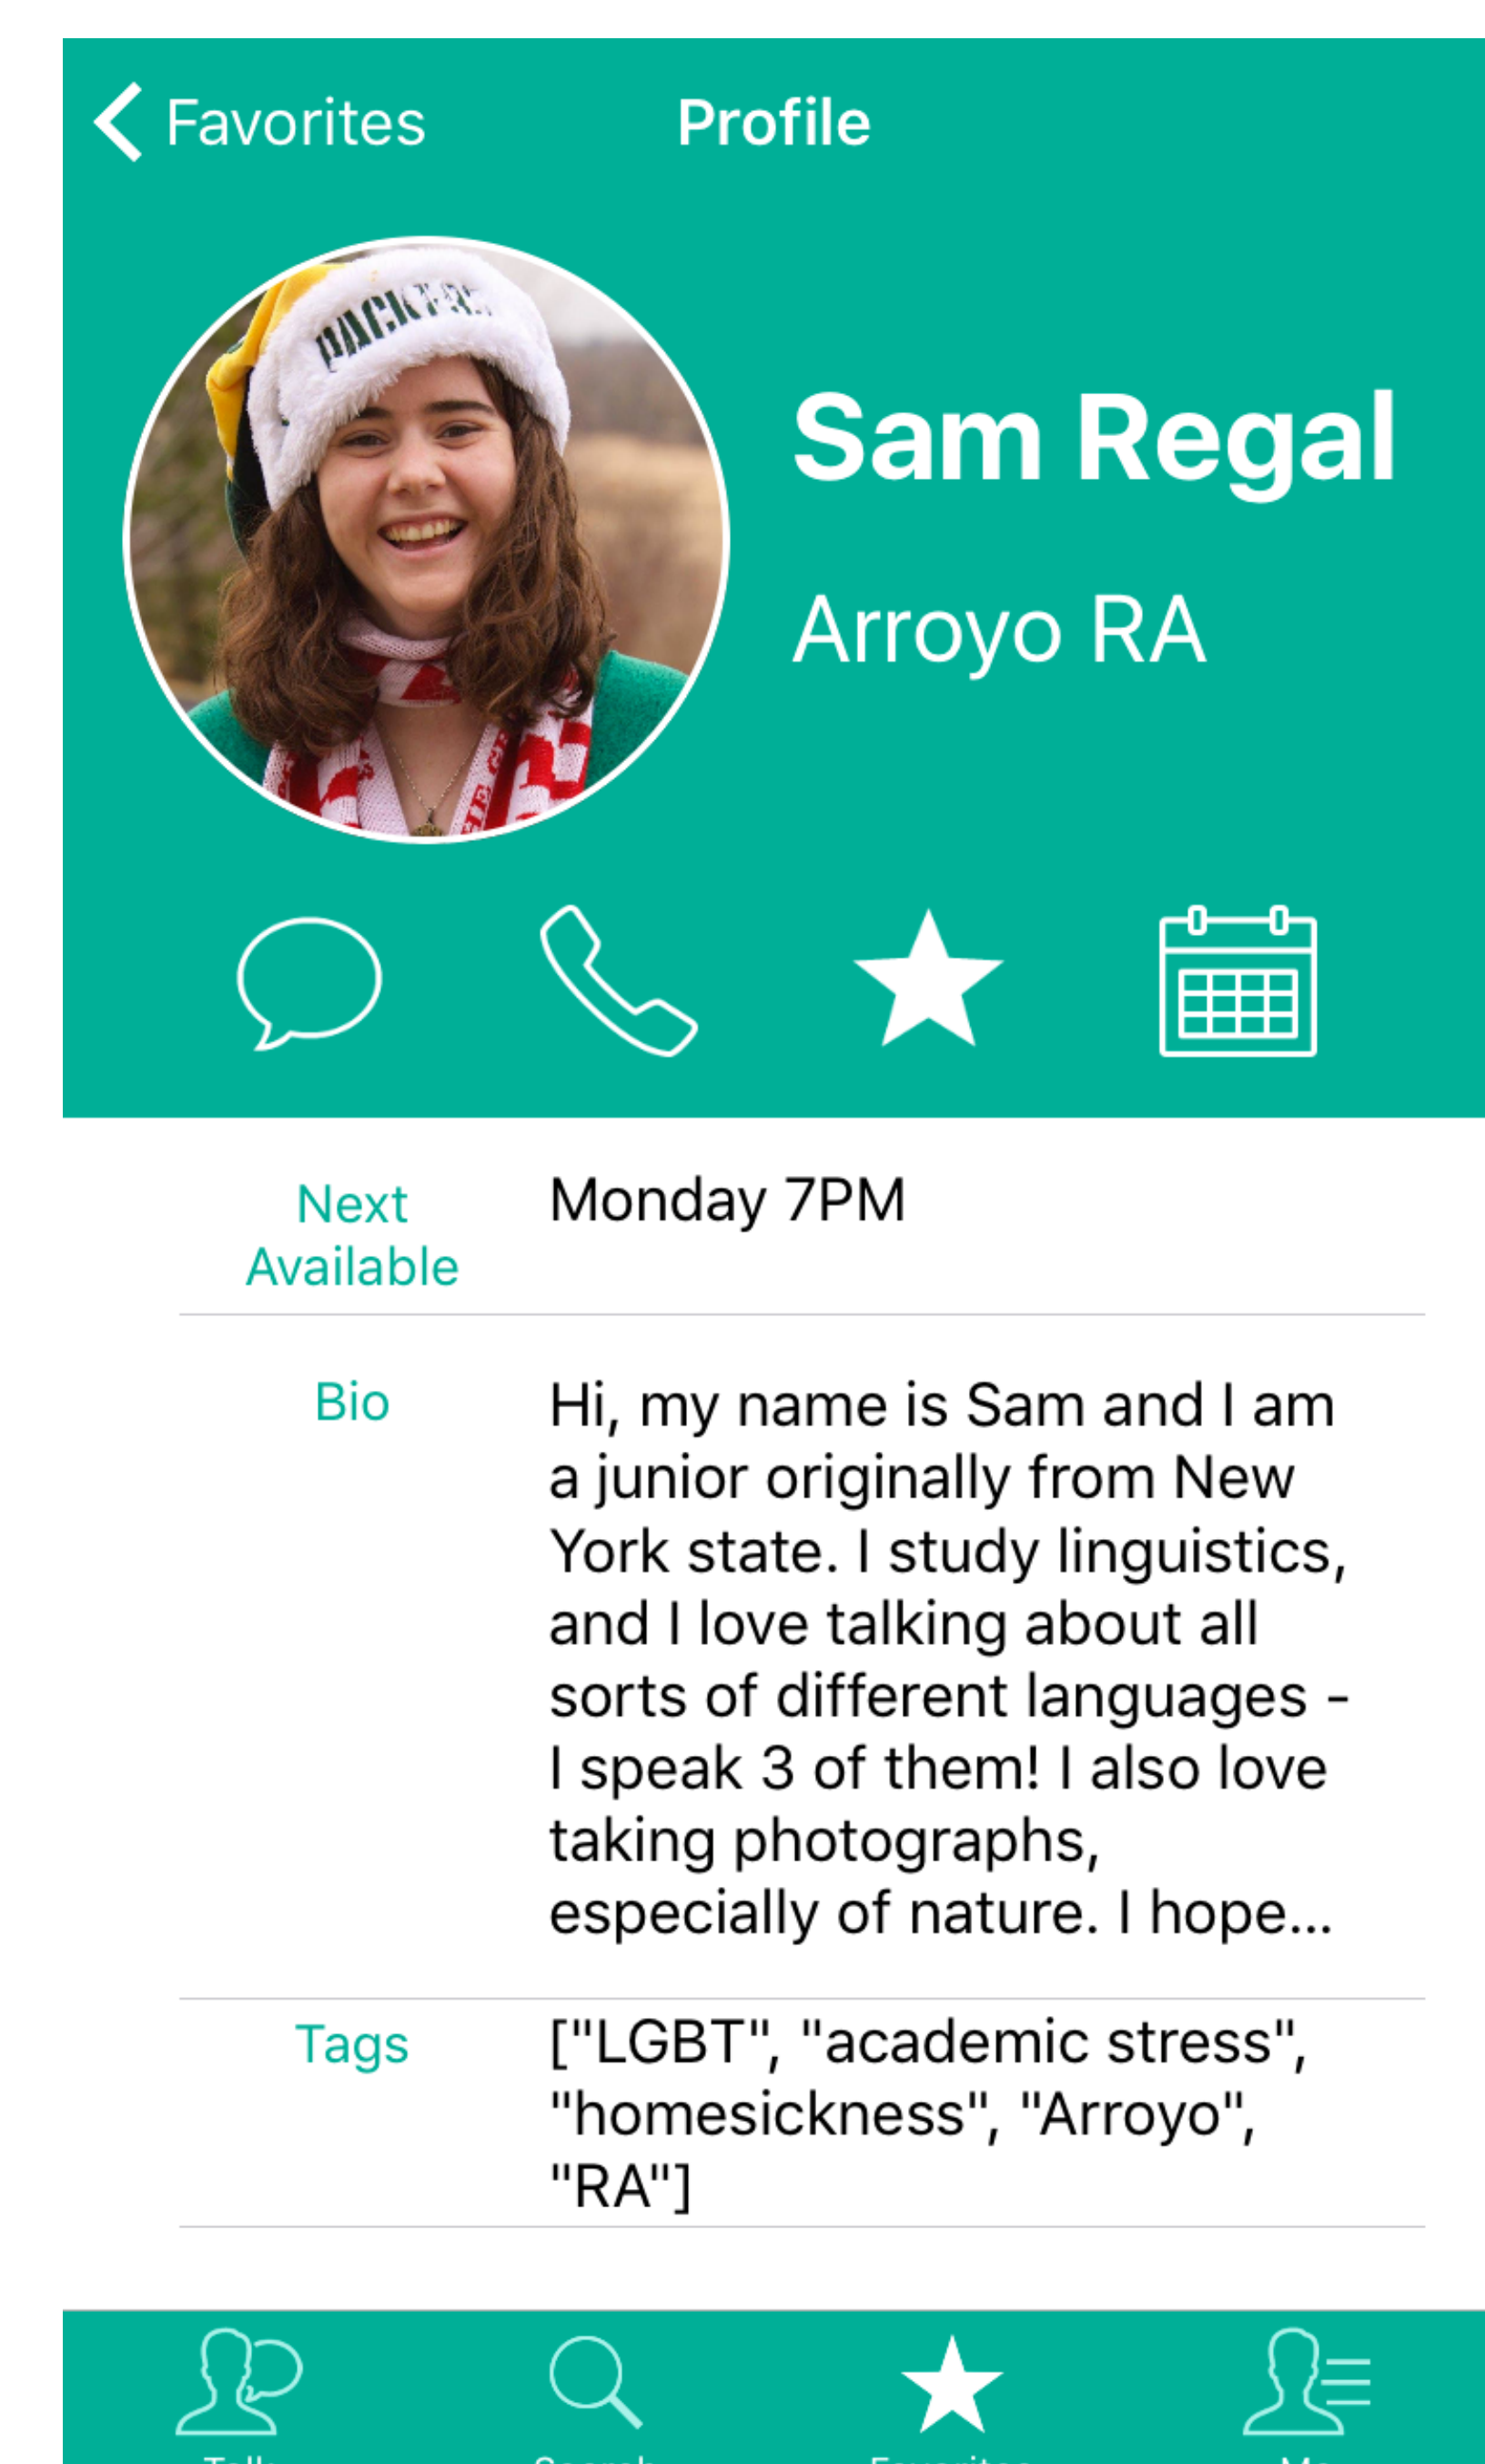 Favorites
Profile
PACKERS
Sam Regal
Arroyo RA
Next
Available
Monday 7PM
Bio
Hi, my name is Sam and I am
a junior originally from New
York state. I study linguistics,
and I love talking about all
sorts of different languages -
I speak 3 of them! I also love
taking photographs,
especially of nature. I hope...
Tags
["LGBT", "academic stress",
"homesickness", "Arroyo",
"RA"]